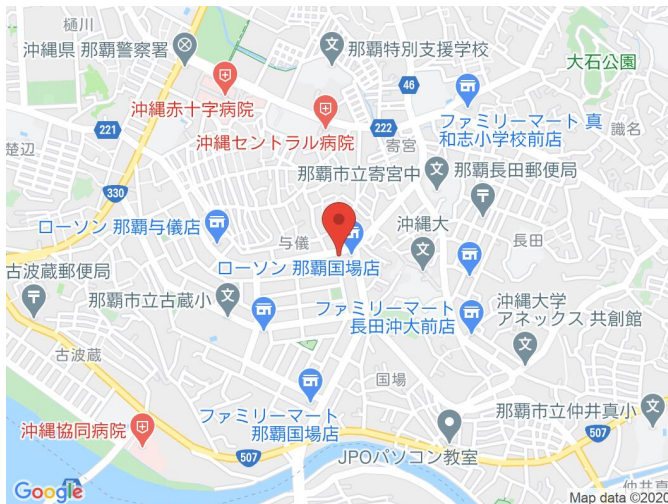 樋川
沖縄県 那覇警察署
那覇特別支援学校
大石公園
沖縄赤十字病院
46
ファミリーマート 真
和志小学校前店
識名
沖縄セントラル病院
222
221
楚辺
寄宮
那覇市立寄宮中
那覇長田郵便局
330
ローソン 那覇与儀店
与儀
沖縄大
長田
古波蔵郵便局
ローソン 那覇国場店
那覇市立古蔵小
ファミリーマート
長田沖大前店
沖縄大学
アネックス 共創館
古波蔵
国場
ファミリーマート
那覇国場店
那覇市立仲井真小
沖縄協同病院
507
507
JPOパソコン教室
仲井真
Google
Map data ©2020